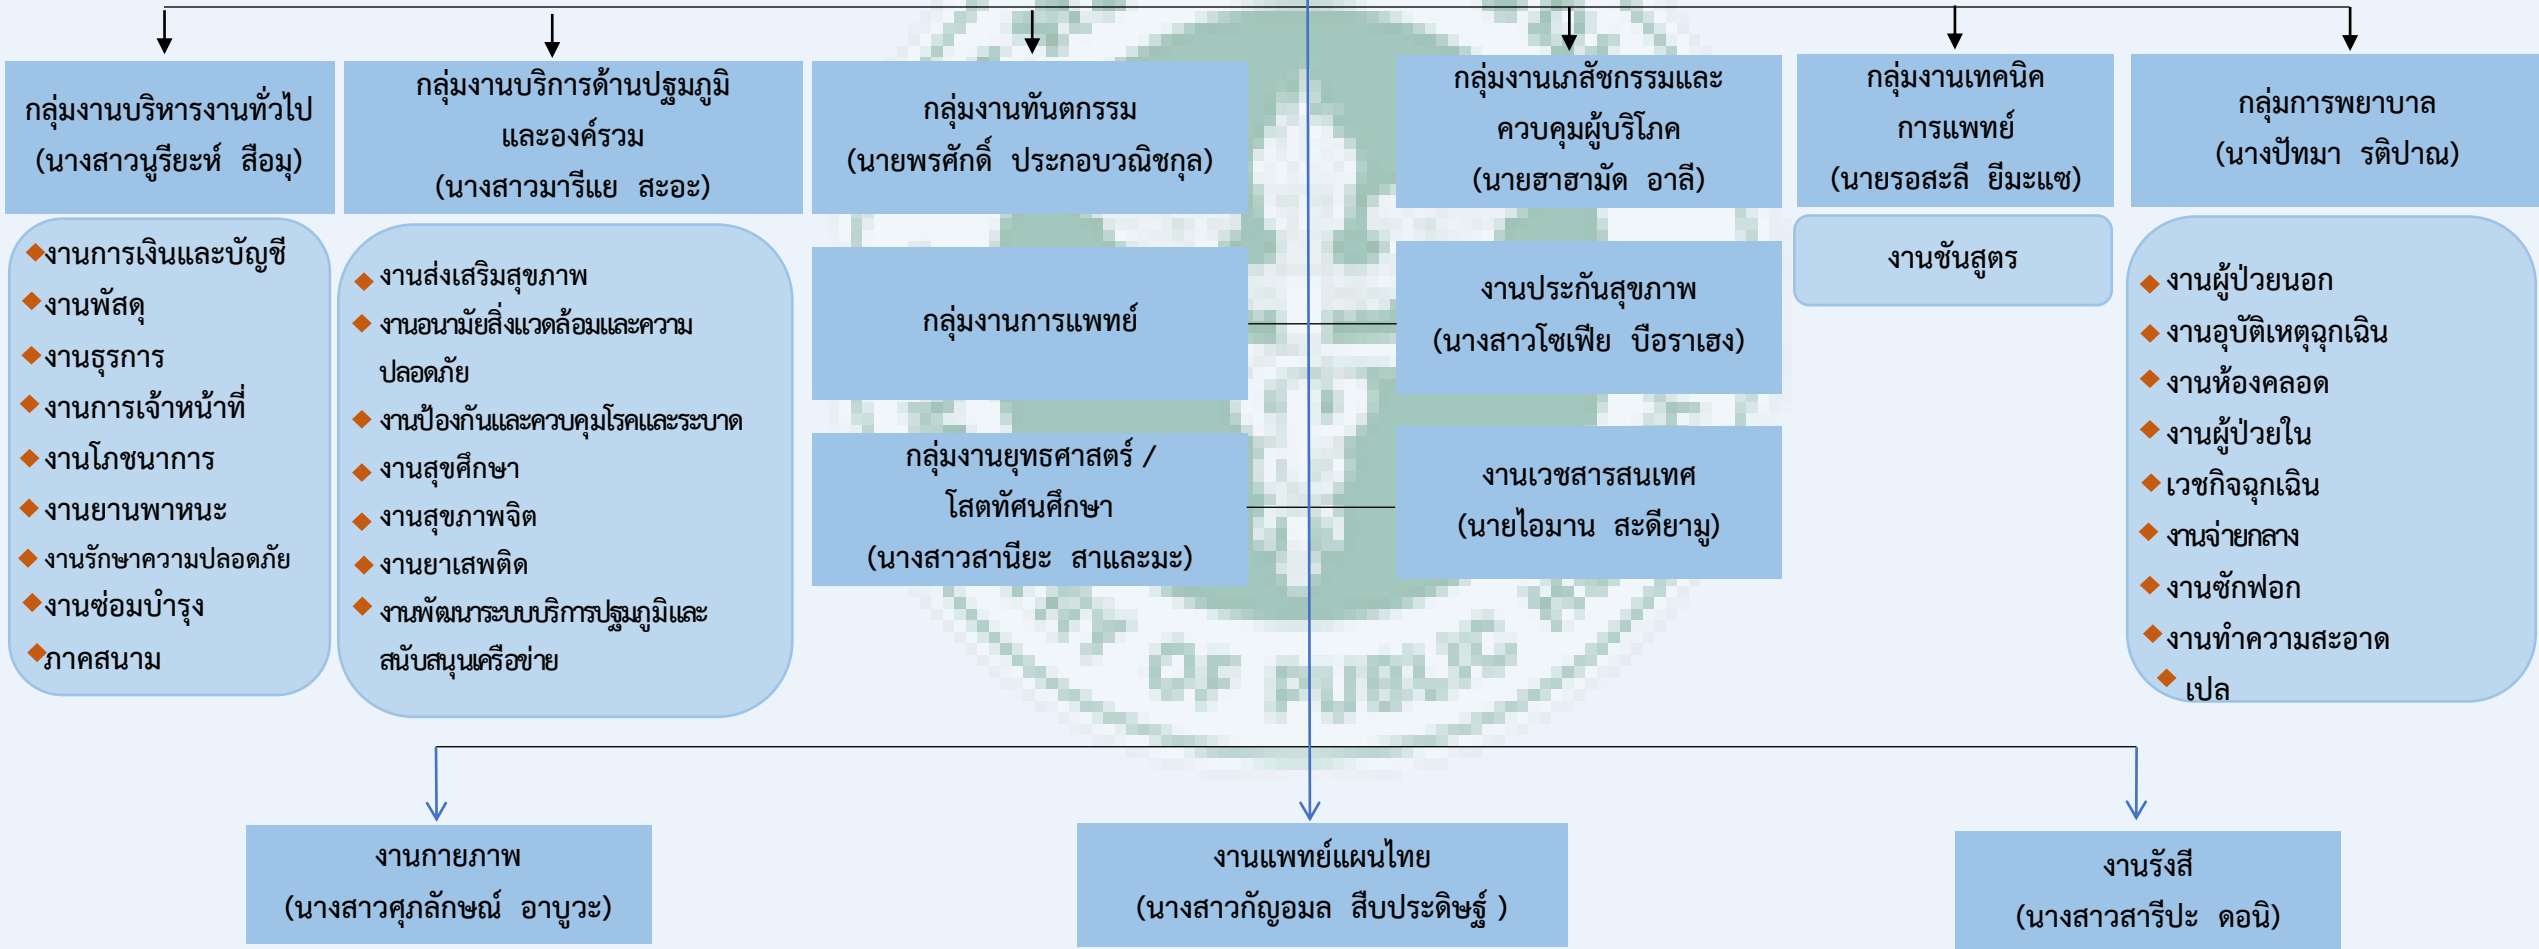 กลุ่มงานบริหารงานทั่วไป
(นางสาวนูรียะห์ สือมุ)
งานการเงินและบัญชี
งานพัสดุ
งานธุรการ
งานการเจ้าหน้าที่
งานโภชนาการ
งานยานพาหนะ
งานรักษาความปลอดภัย
งานซ่อมบำรุง
ภาคสนาม
กลุ่มงานบริการด้านปฐมภูมิ
และองค์รวม
(นางสาวมารีแย สะอะ)
งานส่งเสริมสุขภาพ
งานอนามัยสิ่งแวดล้อมและความ
ปลอดภัย
งานป้องกันและควบคุมโรคและระบาด
งานสุขศึกษา
งานสุขภาพจิต
งานยาเสพติด
งานพัฒนาระบบบริการปฐมภูมิและ
สนับสนุนเครือข่าย
กลุ่มงานทันตกรรม
(นายพรศักดิ์ ประกอบวณิชกุล)
กลุ่มงานการแพทย์
กลุ่มงานยุทธศาสตร์ /
โสตทัศนศึกษา
(นางสาวสานียะ สาและมะ)
กลุ่มงานเภสัชกรรมและ
ควบคุมผู้บริโภค
(นายฮาฮามัด อาลี)
งานประกันสุขภาพ
(นางสาวโซเฟีย บือราเฮง)
งานเวชสารสนเทศ
(นายไอมาน สะดียามู)
กลุ่มงานเทคนิค
การแพทย์
(นายรอสะลี ยีมะแซ)
งานชันสูตร
กลุ่มการพยาบาล
(นางปัทมา รติปาณ)
งานผู้ป่วยนอก
งานอุบัติเหตุฉุกเฉิน
งานห้องคลอด
งานผู้ป่วยใน
เวชกิจฉุกเฉิน
งานจ่ายกลาง
งานซักฟอก
งานทำความสะอาด
เปล
OF PUBLIC
งานกายภาพ
(นางสาวศุภลักษณ์ อาบูวะ)
งานแพทย์แผนไทย
(นางสาวกัญอมล สืบประดิษฐ์ )
งานรังสี
(นางสาวสารีปะ ดอนิ)